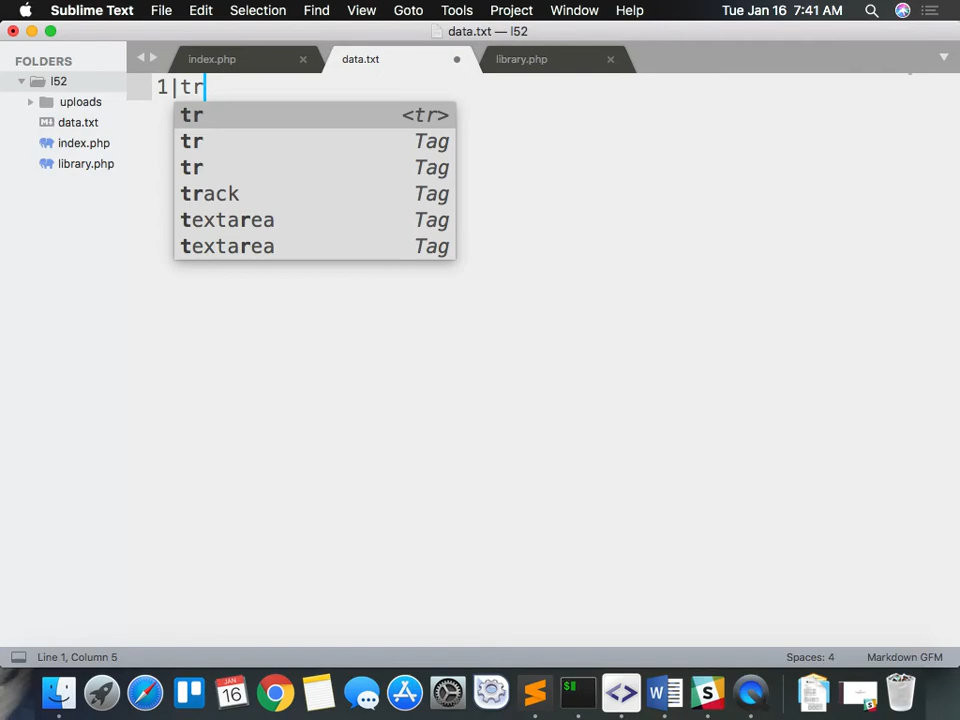 Sublime Text File Edit Selection Find View Goto Tools Project Window Help Tue Jan 16 7:41 AM
data.txt — l52
FOLDERS
l52
uploads
data.txt
index.php
library.php
index.php data.txt library.php
1|tr
tr <tr>
tr Tag
tr Tag
track Tag
textarea Tag
textarea Tag
Line 1, Column 5 Spaces: 4 Markdown GFM
JAN
16